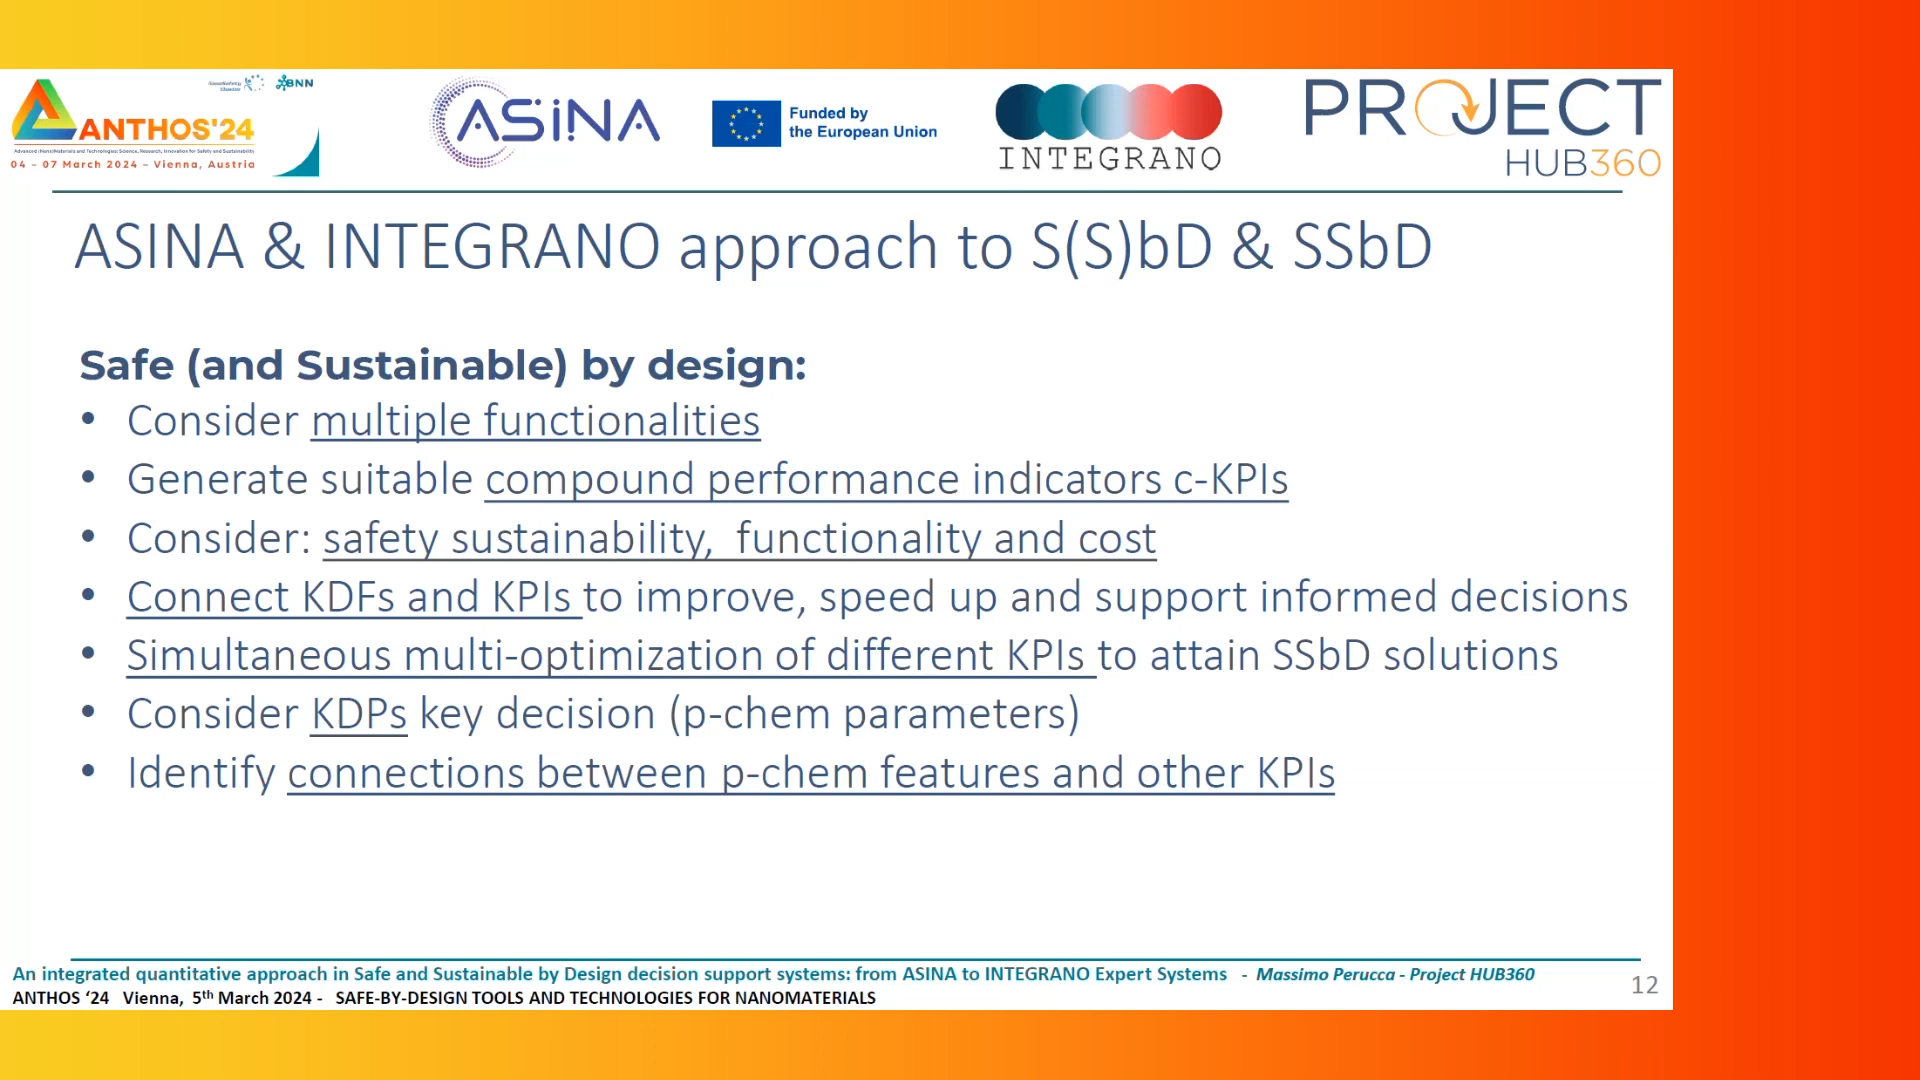 NanoSafety Cluster
BNN
ANTHOS'24
Advanced (Nano)Materials and Technologies: Science, Research, Innovation for Safety and Sustainability
04 – 07 March 2024 – Vienna, Austria
ASINA
Funded by
the European Union
INTEGRANO
PROJECT
HUB360
ASINA & INTEGRANO approach to S(S)bD & SSbD
Safe (and Sustainable) by design:
• Consider multiple functionalities
• Generate suitable compound performance indicators c-KPIs
• Consider: safety sustainability,  functionality and cost
• Connect KDFs and KPIs to improve, speed up and support informed decisions
• Simultaneous multi-optimization of different KPIs to attain SSbD solutions
• Consider KDPs key decision (p-chem parameters)
• Identify connections between p-chem features and other KPIs
An integrated quantitative approach in Safe and Sustainable by Design decision support systems: from ASINA to INTEGRANO Expert Systems - Massimo Perucca - Project HUB360
ANTHOS ‘24 Vienna, 5th March 2024 - SAFE-BY-DESIGN TOOLS AND TECHNOLOGIES FOR NANOMATERIALS
12